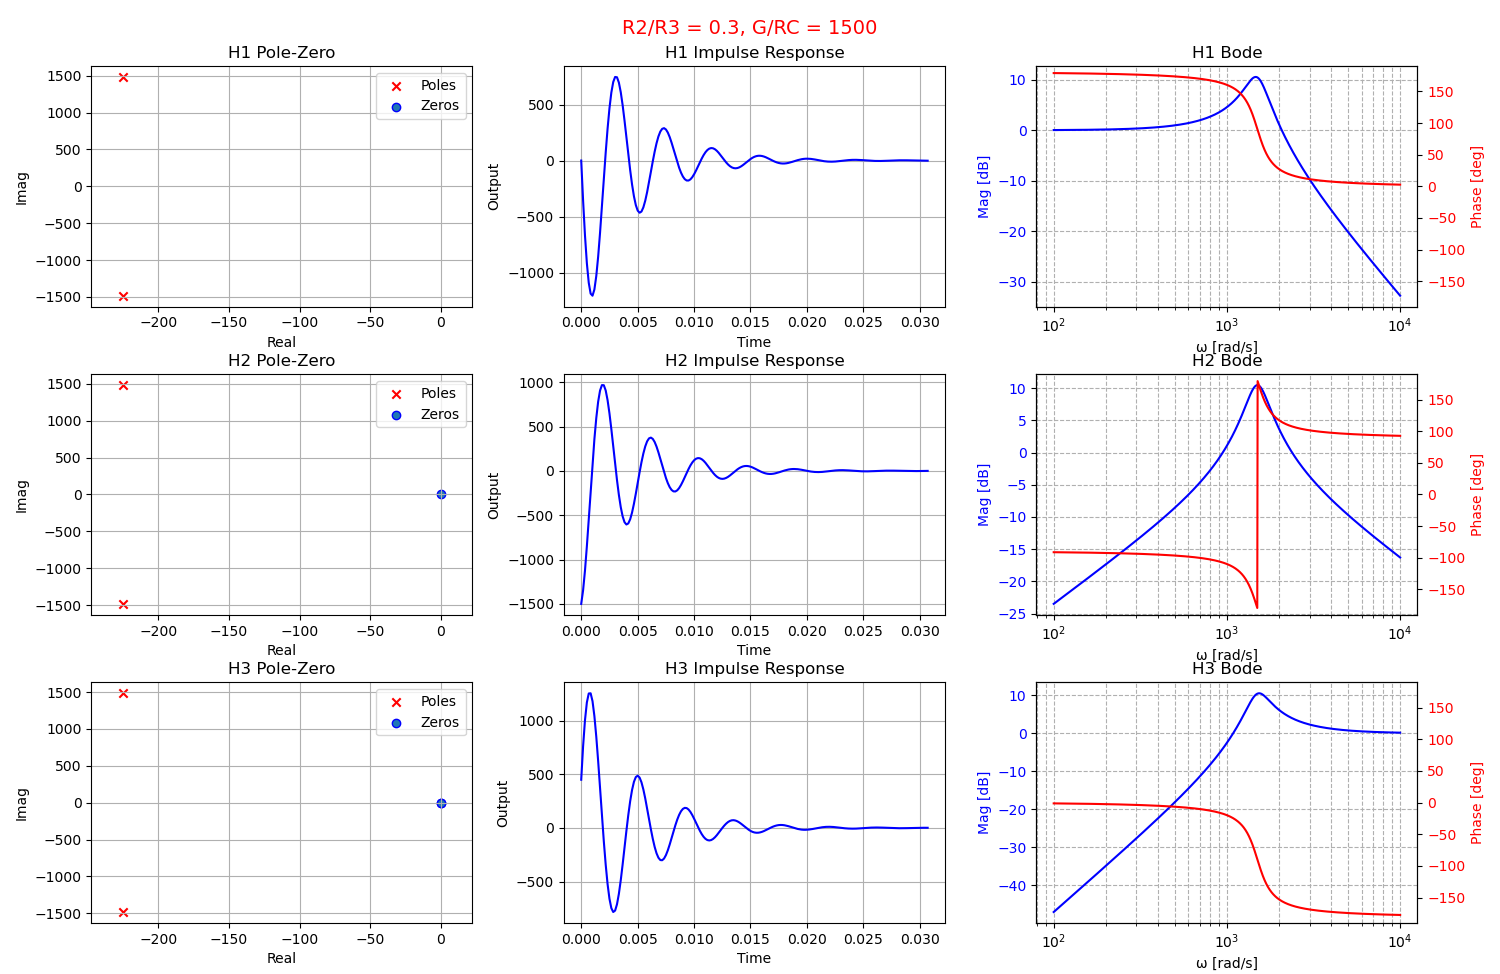 R2/R3 = 0.3, G/RC = 1500
H1 Pole-Zero
1500
1000
500
0
−500
−1000
−1500
Imag
Poles
Zeros
−200 −150 −100 −50 0
Real
H1 Impulse Response
500
0
−500
−1000
Output
0.000 0.005 0.010 0.015 0.020 0.025 0.030
Time
H1 Bode
10
0
−10
−20
−30
Mag [dB]
150
100
50
0
−50
−100
−150
Phase [deg]
10² 10³ 10⁴
ω [rad/s]
H2 Pole-Zero
1500
1000
500
0
−500
−1000
−1500
Imag
Poles
Zeros
−200 −150 −100 −50 0
Real
H2 Impulse Response
1000
500
0
−500
−1000
−1500
Output
0.000 0.005 0.010 0.015 0.020 0.025 0.030
Time
H2 Bode
10
5
0
−5
−10
−15
−20
−25
Mag [dB]
150
100
50
0
−50
−100
−150
Phase [deg]
10² 10³ 10⁴
ω [rad/s]
H3 Pole-Zero
1500
1000
500
0
−500
−1000
−1500
Imag
Poles
Zeros
−200 −150 −100 −50 0
Real
H3 Impulse Response
1000
500
0
−500
Output
0.000 0.005 0.010 0.015 0.020 0.025 0.030
Time
H3 Bode
10
0
−10
−20
−30
−40
Mag [dB]
150
100
50
0
−50
−100
−150
Phase [deg]
10² 10³ 10⁴
ω [rad/s]